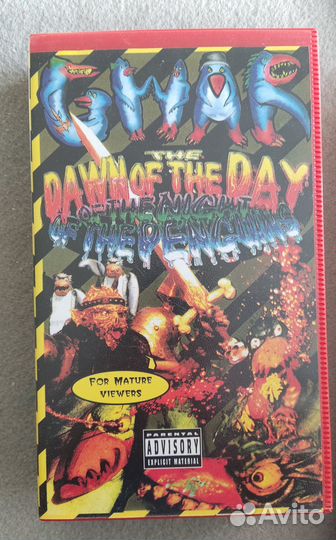 GWAR
THE
DAWN OF THE DAY
OF THE NIGHT
OF THE PENGUINS
FOR MATURE
VIEWERS
PARENTAL
ADVISORY
EXPLICIT MATERIAL
Avito